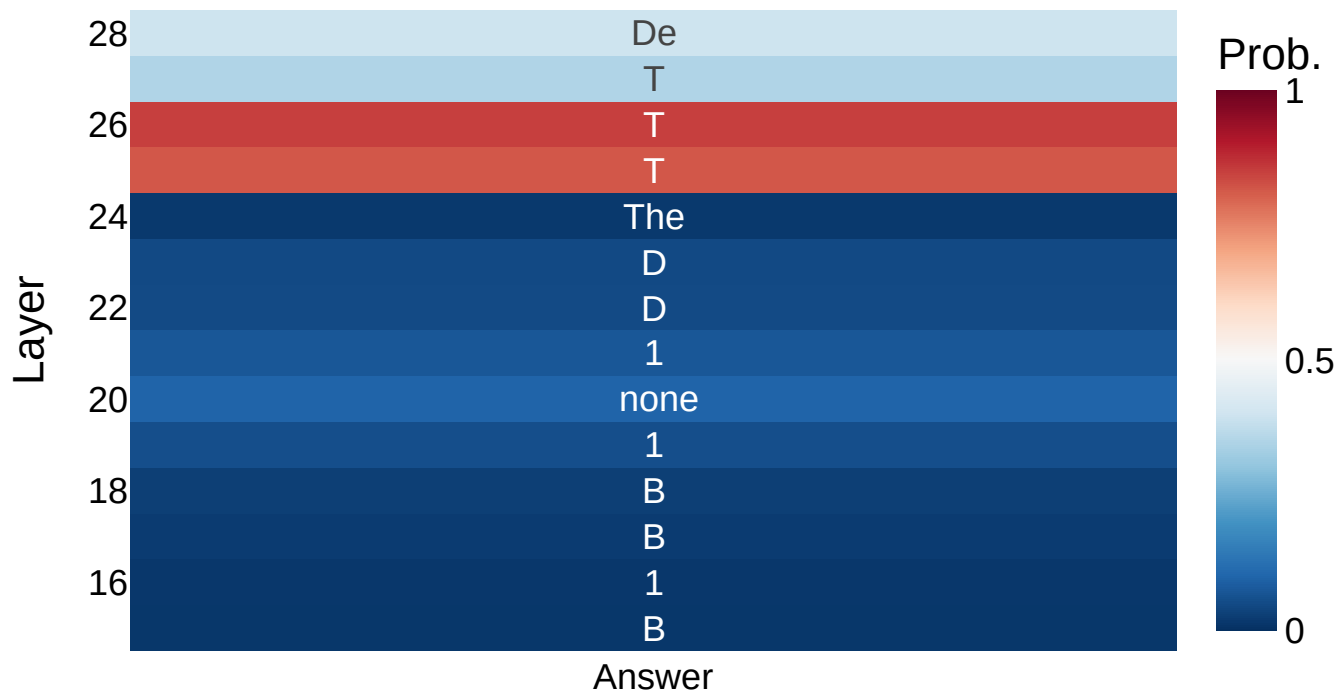 Prob.
28 De
1
T
26 T
T
24 The
D
22 D
1
0.5
20 none
1
18 B
B
16 1
B
0
Layer
Answer